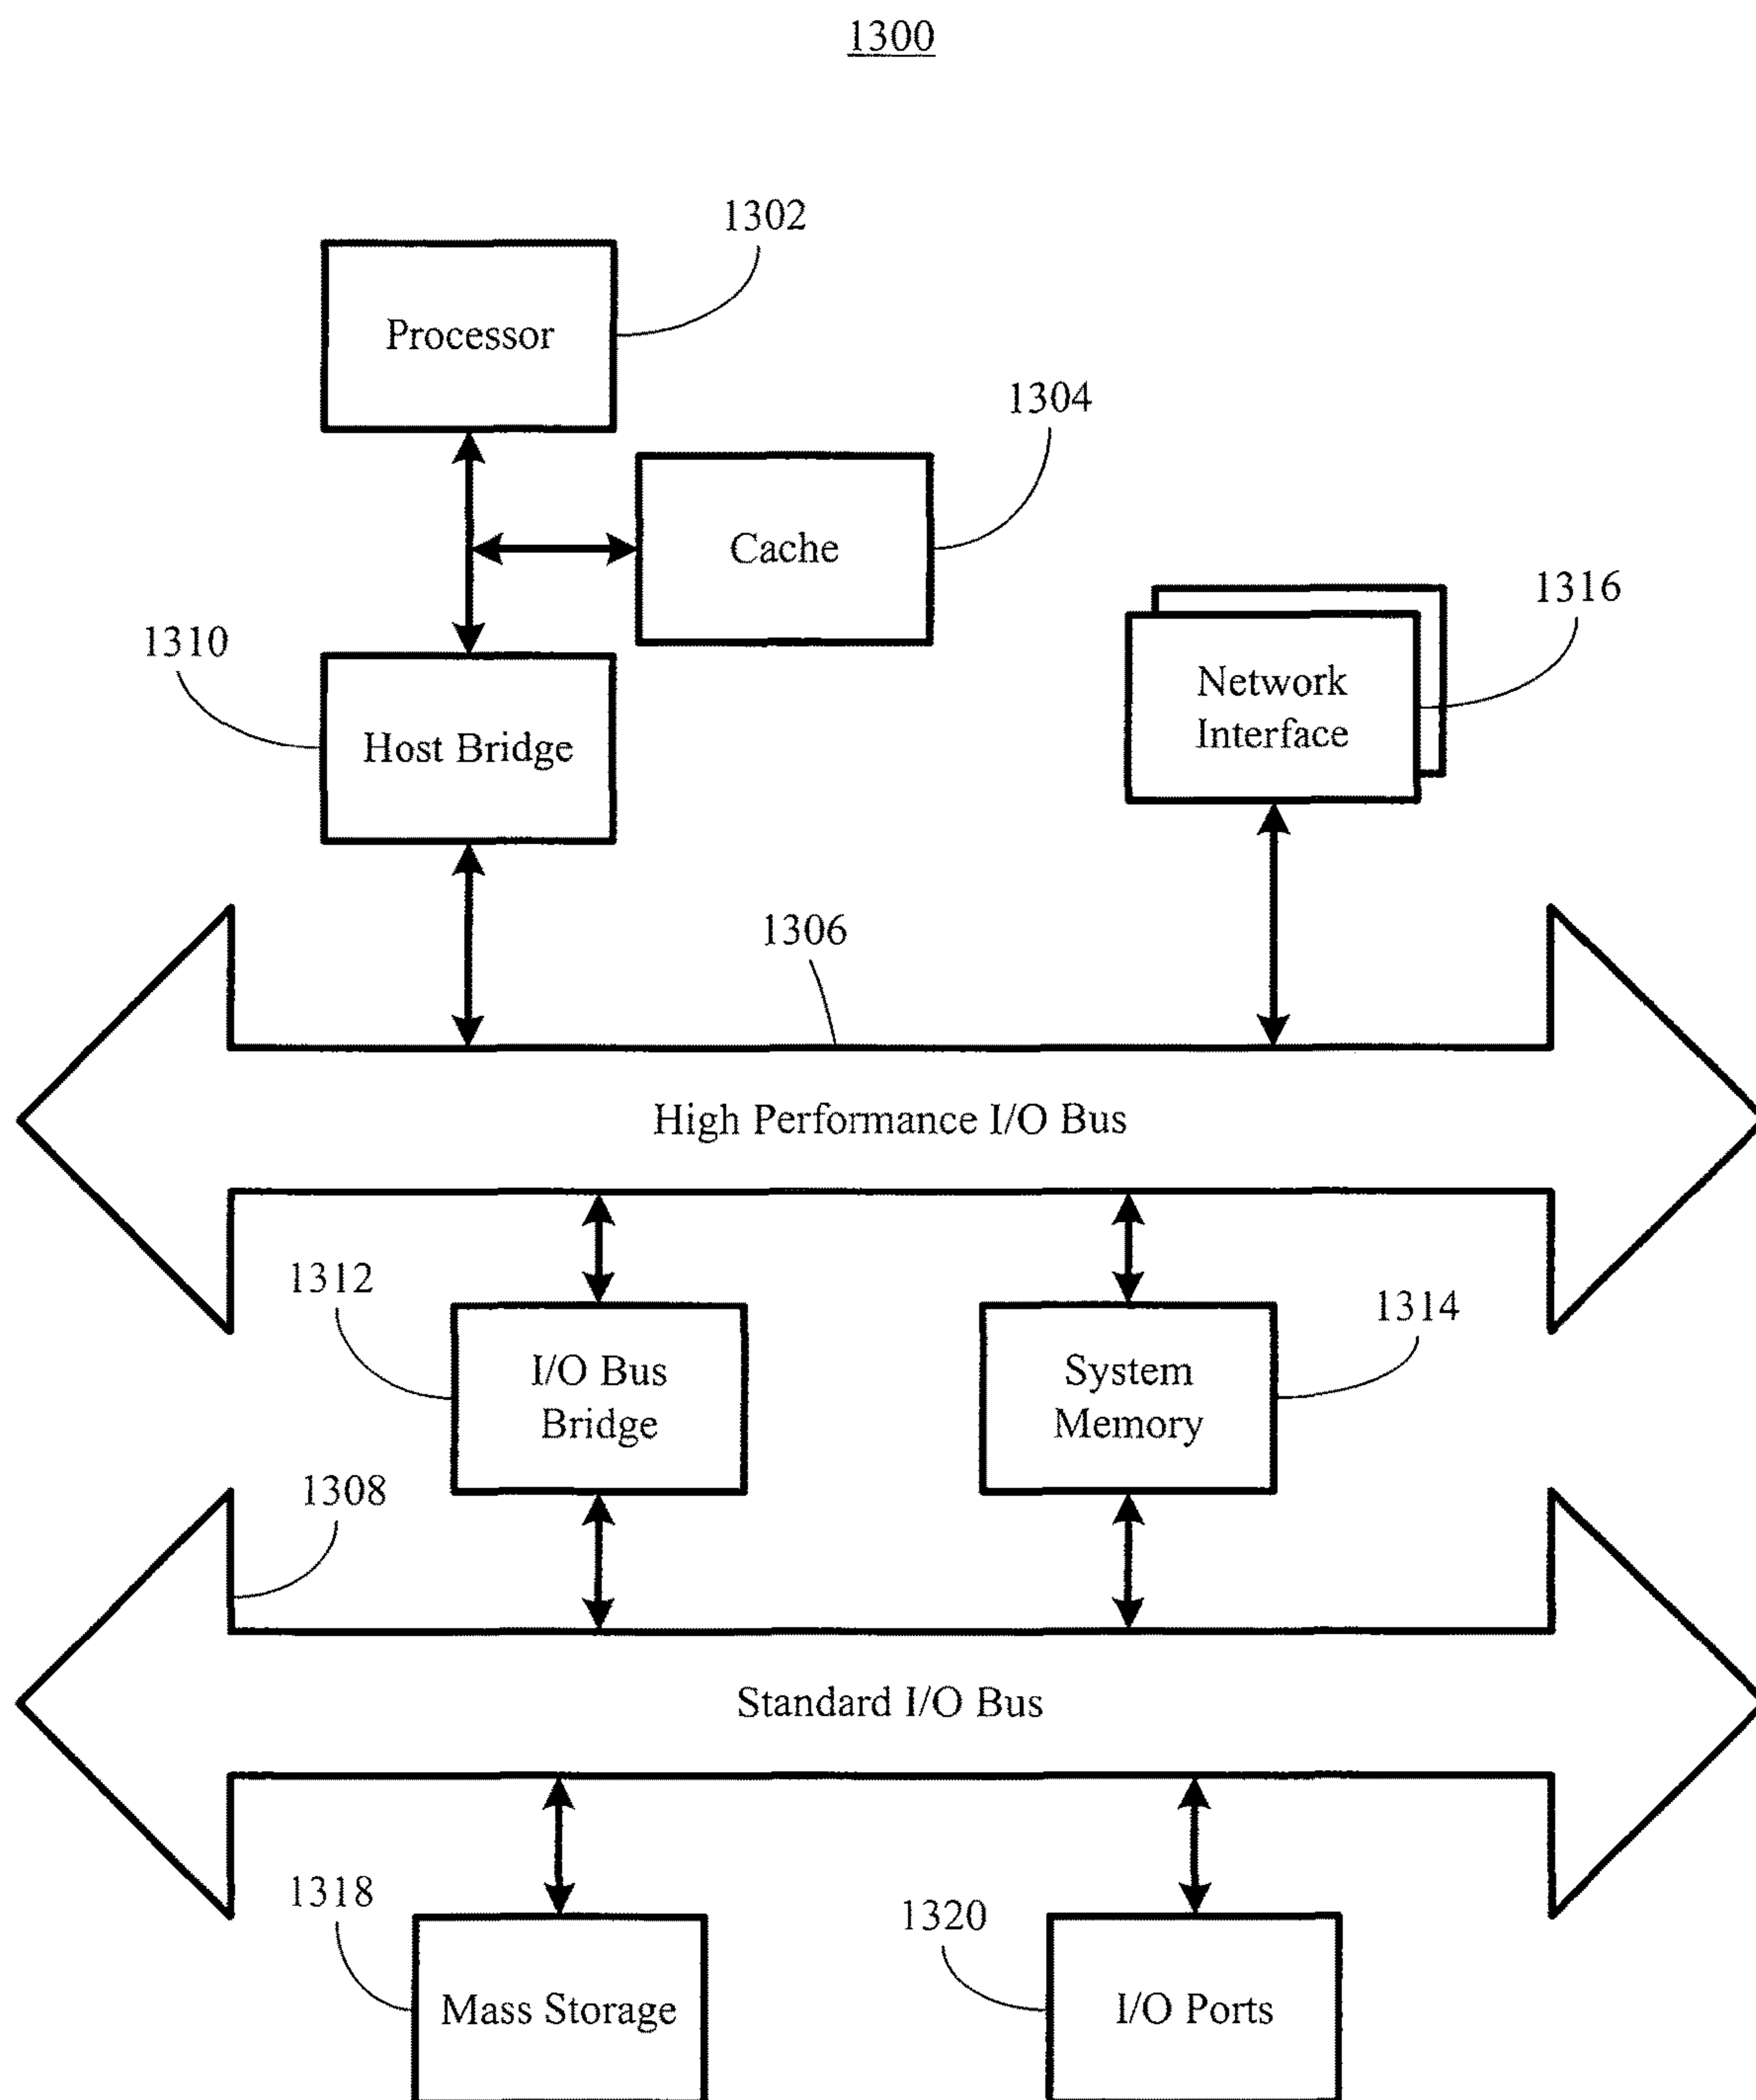 1300
1302
Processor
1304
Cache
1316
1310
Network
Interface
Host Bridge
1306
High Performance I/O Bus
1312
1314
I/O Bus
Bridge
System
Memory
1308
Standard I/O Bus
1318
1320
Mass Storage
I/O Ports